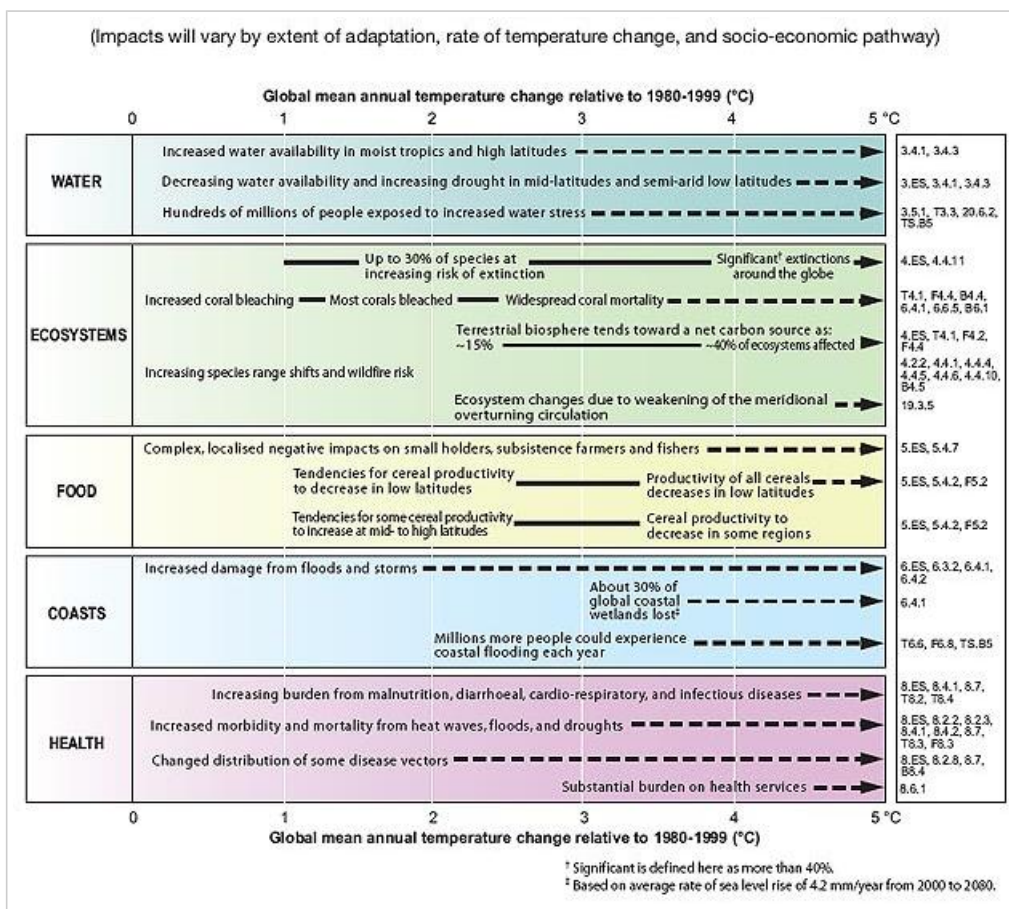 (Impacts will vary by extent of adaptation, rate of temperature change, and socio-economic pathway)
Global mean annual temperature change relative to 1980-1999 (°C)
0 1 2 3 4 5 °C
WATER
Increased water availability in moist tropics and high latitudes
3.4.1, 3.4.3
Decreasing water availability and increasing drought in mid-latitudes and semi-arid low latitudes
3.ES, 3.4.1, 3.4.3
Hundreds of millions of people exposed to increased water stress
3.5.1, T3.3, 20.6.2,
TS.B5
ECOSYSTEMS
Up to 30% of species at
increasing risk of extinction
Significant† extinctions
around the globe
4.ES, 4.4.11
Increased coral bleaching
Most corals bleached
Widespread coral mortality
T4.1, F4.4, B4.4,
6.4.1, 6.6.5, B6.1
Terrestrial biosphere tends toward a net carbon source as:
~15%
~40% of ecosystems affected
4.ES, T4.1, F4.2,
F4.4
Increasing species range shifts and wildfire risk
4.2.2, 4.4.1, 4.4.4,
4.4.5, 4.4.6, 4.4.10,
B4.5
Ecosystem changes due to weakening of the meridional
overturning circulation
19.3.5
FOOD
Complex, localised negative impacts on small holders, subsistence farmers and fishers
5.ES, 5.4.7
Tendencies for cereal productivity
to decrease in low latitudes
Productivity of all cereals
decreases in low latitudes
5.ES, 5.4.2, F5.2
Tendencies for some cereal productivity
to increase at mid- to high latitudes
Cereal productivity to
decrease in some regions
5.ES, 5.4.2, F5.2
COASTS
Increased damage from floods and storms
6.ES, 6.3.2, 6.4.1,
6.4.2
About 30% of
global coastal
wetlands lost‡
6.4.1
Millions more people could experience
coastal flooding each year
T6.6, F6.8, TS.B5
HEALTH
Increasing burden from malnutrition, diarrhoeal, cardio-respiratory, and infectious diseases
8.ES, 8.4.1, 8.7,
T8.2, T8.4
Increased morbidity and mortality from heat waves, floods, and droughts
8.ES, 8.2.2, 8.2.3,
8.4.1, 8.4.2, 8.7,
T8.3, F8.3
Changed distribution of some disease vectors
8.ES, 8.2.8, 8.7,
B8.4
Substantial burden on health services
8.6.1
0 1 2 3 4 5 °C
Global mean annual temperature change relative to 1980-1999 (°C)
† Significant is defined here as more than 40%.
‡ Based on average rate of sea level rise of 4.2 mm/year from 2000 to 2080.